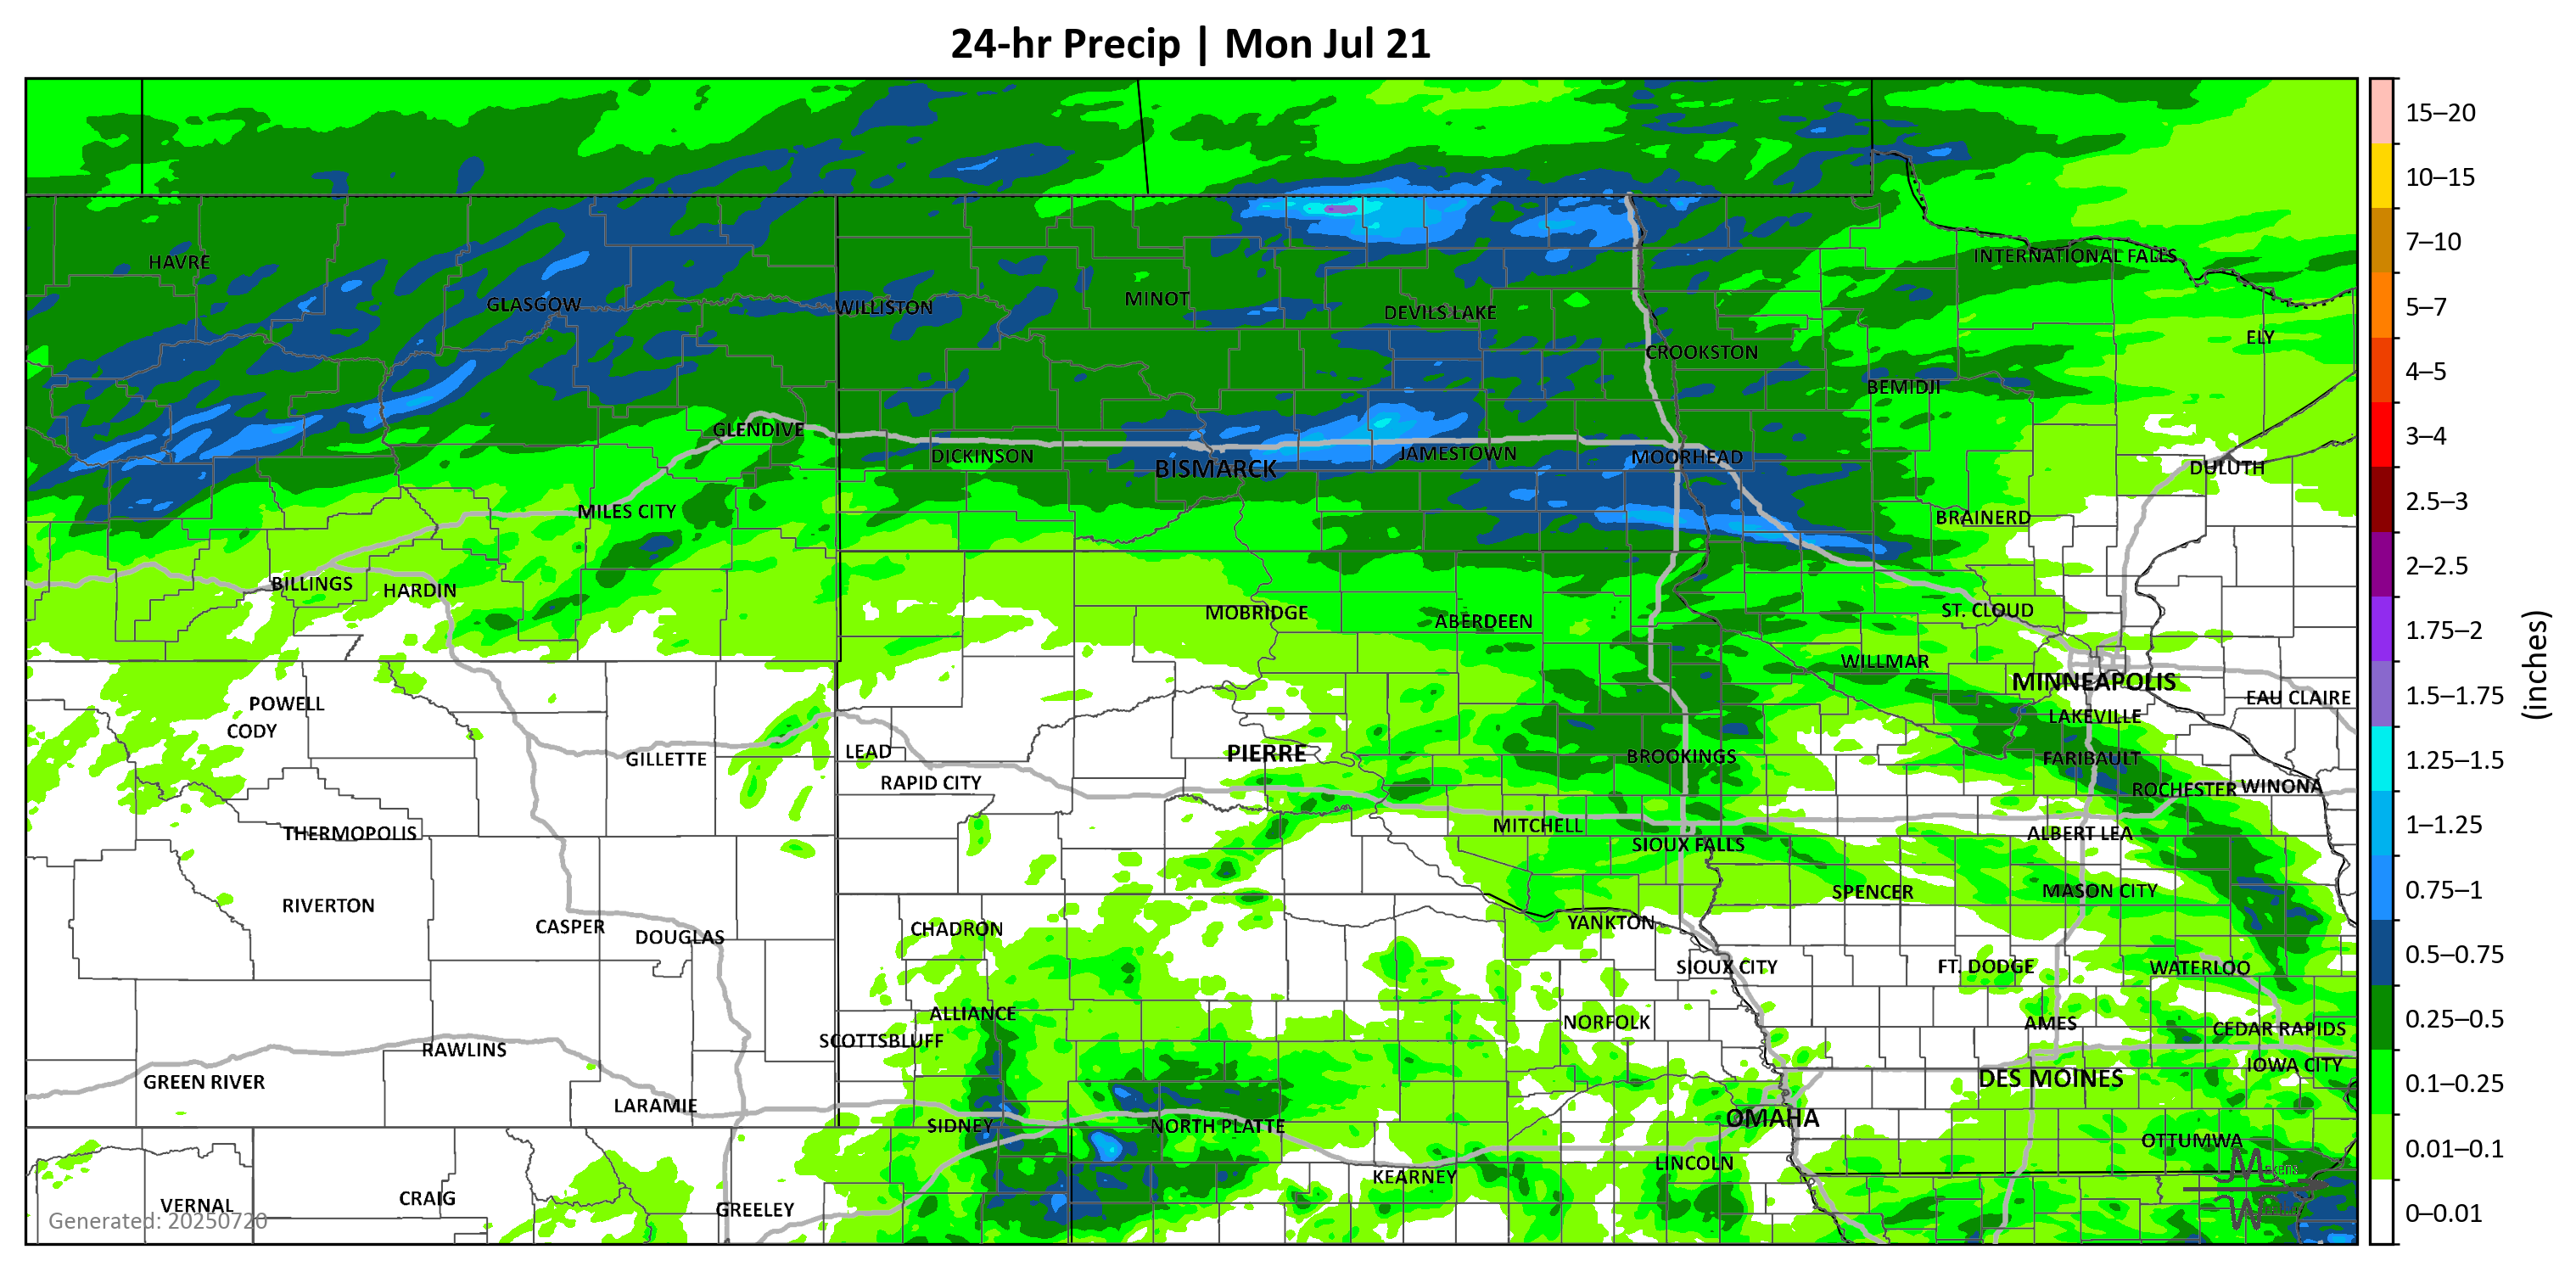 24-hr Precip | Mon Jul 21
15–20
10–15
HAVRE
INTERNATIONAL FALLS
7–10
GLASGOW
WILLISTON
MINOT
DEVILS LAKE
5–7
ELY
CROOKSTON
4–5
BEMIDJI
GLENDIVE
3–4
DICKINSON
BISMARCK
JAMESTOWN
MOORHEAD
DULUTH
2.5–3
MILES CITY
BRAINERD
2–2.5
BILLINGS
HARDIN
MOBRIDGE
ABERDEEN
ST. CLOUD
1.75–2
WILLMAR
MINNEAPOLIS
(inches)
POWELL
EAU CLAIRE
1.5–1.75
CODY
LAKEVILLE
GILLETTE
LEAD
PIERRE
BROOKINGS
FARIBAULT
1.25–1.5
RAPID CITY
ROCHESTER
WINONA
THERMOPOLIS
MITCHELL
ALBERT LEA
1–1.25
SIOUX FALLS
RIVERTON
SPENCER
MASON CITY
0.75–1
CASPER
DOUGLAS
CHADRON
YANKTON
SIOUX CITY
FT. DODGE
WATERLOO
0.5–0.75
ALLIANCE
NORFOLK
AMES
CEDAR RAPIDS
0.25–0.5
SCOTTSBLUFF
RAWLINS
IOWA CITY
GREEN RIVER
DES MOINES
0.1–0.25
LARAMIE
SIDNEY
NORTH PLATTE
OMAHA
OTTUMWA
0.01–0.1
LINCOLN
KEARNEY
VERNAL
CRAIG
GREELEY
Generated: 20250720
0–0.01